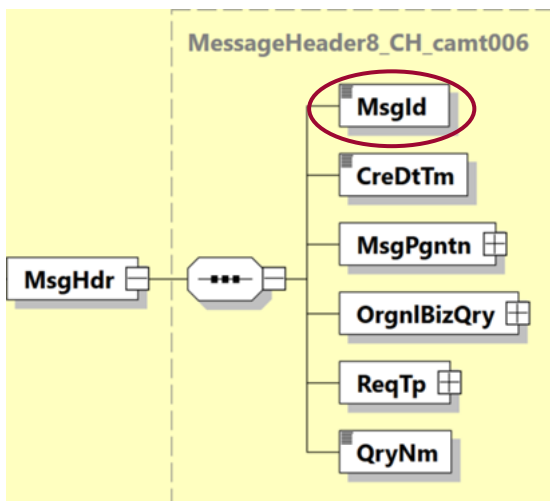 MessageHeader8_CH_camt006
MsgId
CreDtTm
MsgPgntn
MsgHdr
OrgnlBizQry
ReqTp
QryNm